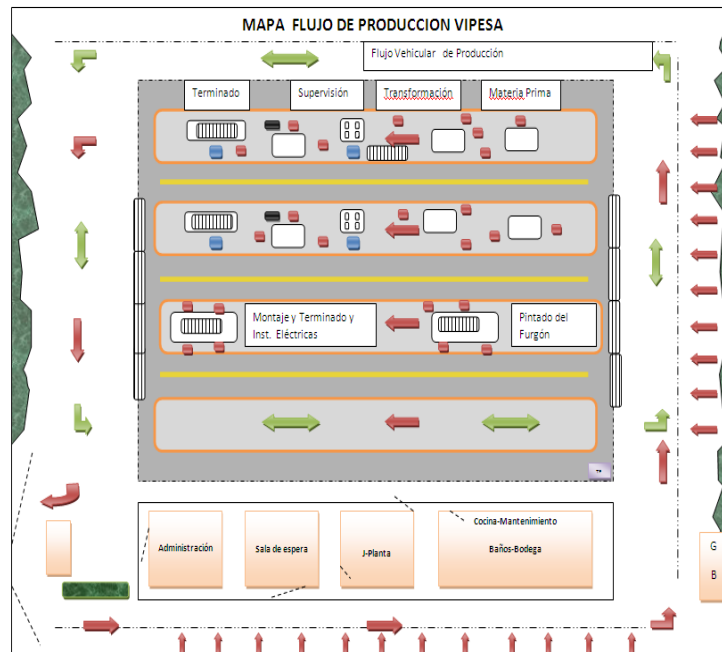 MAPA FLUJO DE PRODUCCION VIPESA
Flujo Vehicular de Producción
Terminado
Supervisión
Transformación
Materia Prima
Montaje y Terminado y
Inst. Eléctricas
Pintado del
Furgón
Administración
Sala de espera
J-Planta
Cocina-Mantenimiento
Baños-Bodega
G
B